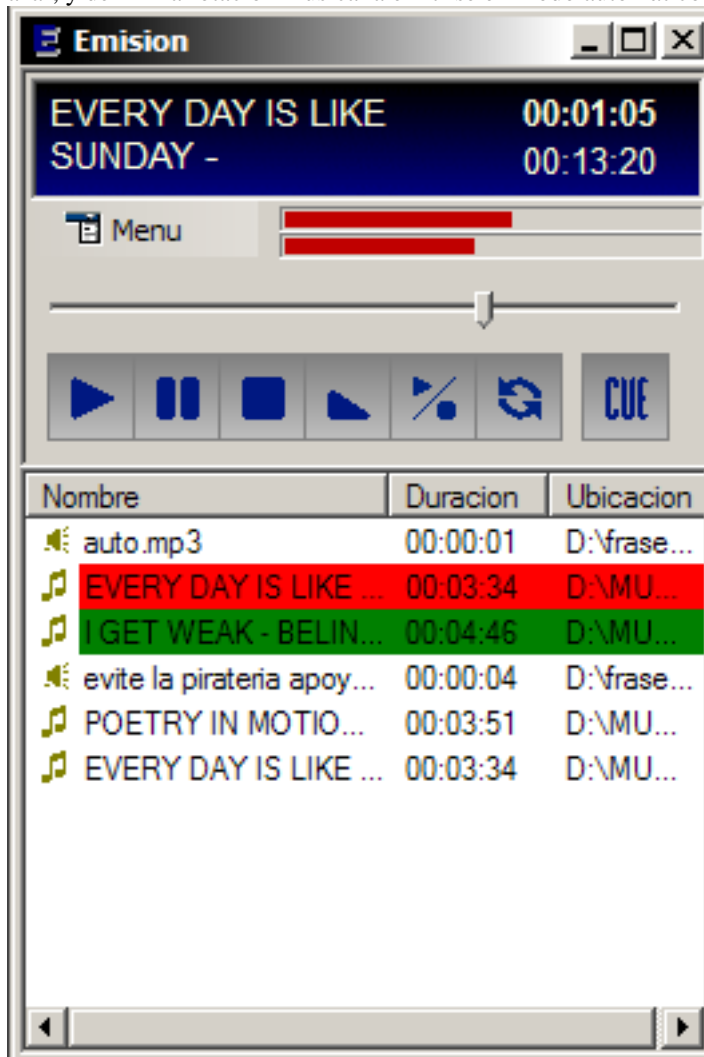 Emision
EVERY DAY IS LIKE 00:01:05
SUNDAY - 00:13:20
Menu
CUE
Nombre Duracion Ubicacion
auto.mp3 00:00:01 D:\frase...
EVERY DAY IS LIKE ... 00:03:34 D:\MU...
I GET WEAK - BELIN... 00:04:46 D:\MU...
evite la pirateria apoy... 00:00:04 D:\frase...
POETRY IN MOTIO... 00:03:51 D:\MU...
EVERY DAY IS LIKE ... 00:03:34 D:\MU...